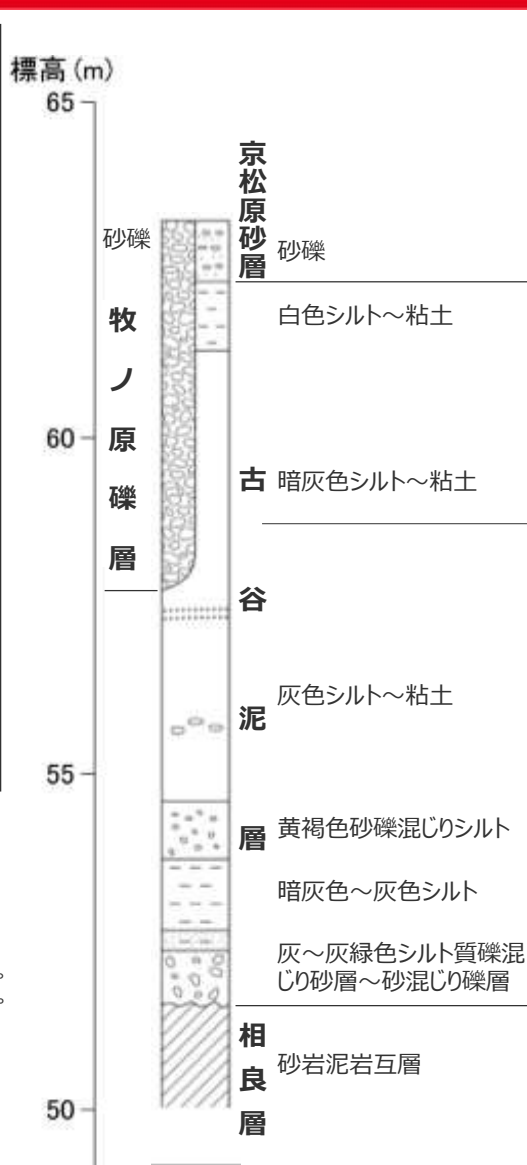 標高(m)
65
京松原砂層
砂礫
砂礫
白色シルト～粘土
牧ノ原礫層
60
古谷泥層
暗灰色シルト～粘土
灰色シルト～粘土
55
黄褐色砂礫混じりシルト
暗灰色～灰色シルト
灰～灰緑色シルト質礫混
じり砂層～砂混じり礫層
。
。
相良層
砂岩泥岩互層
50